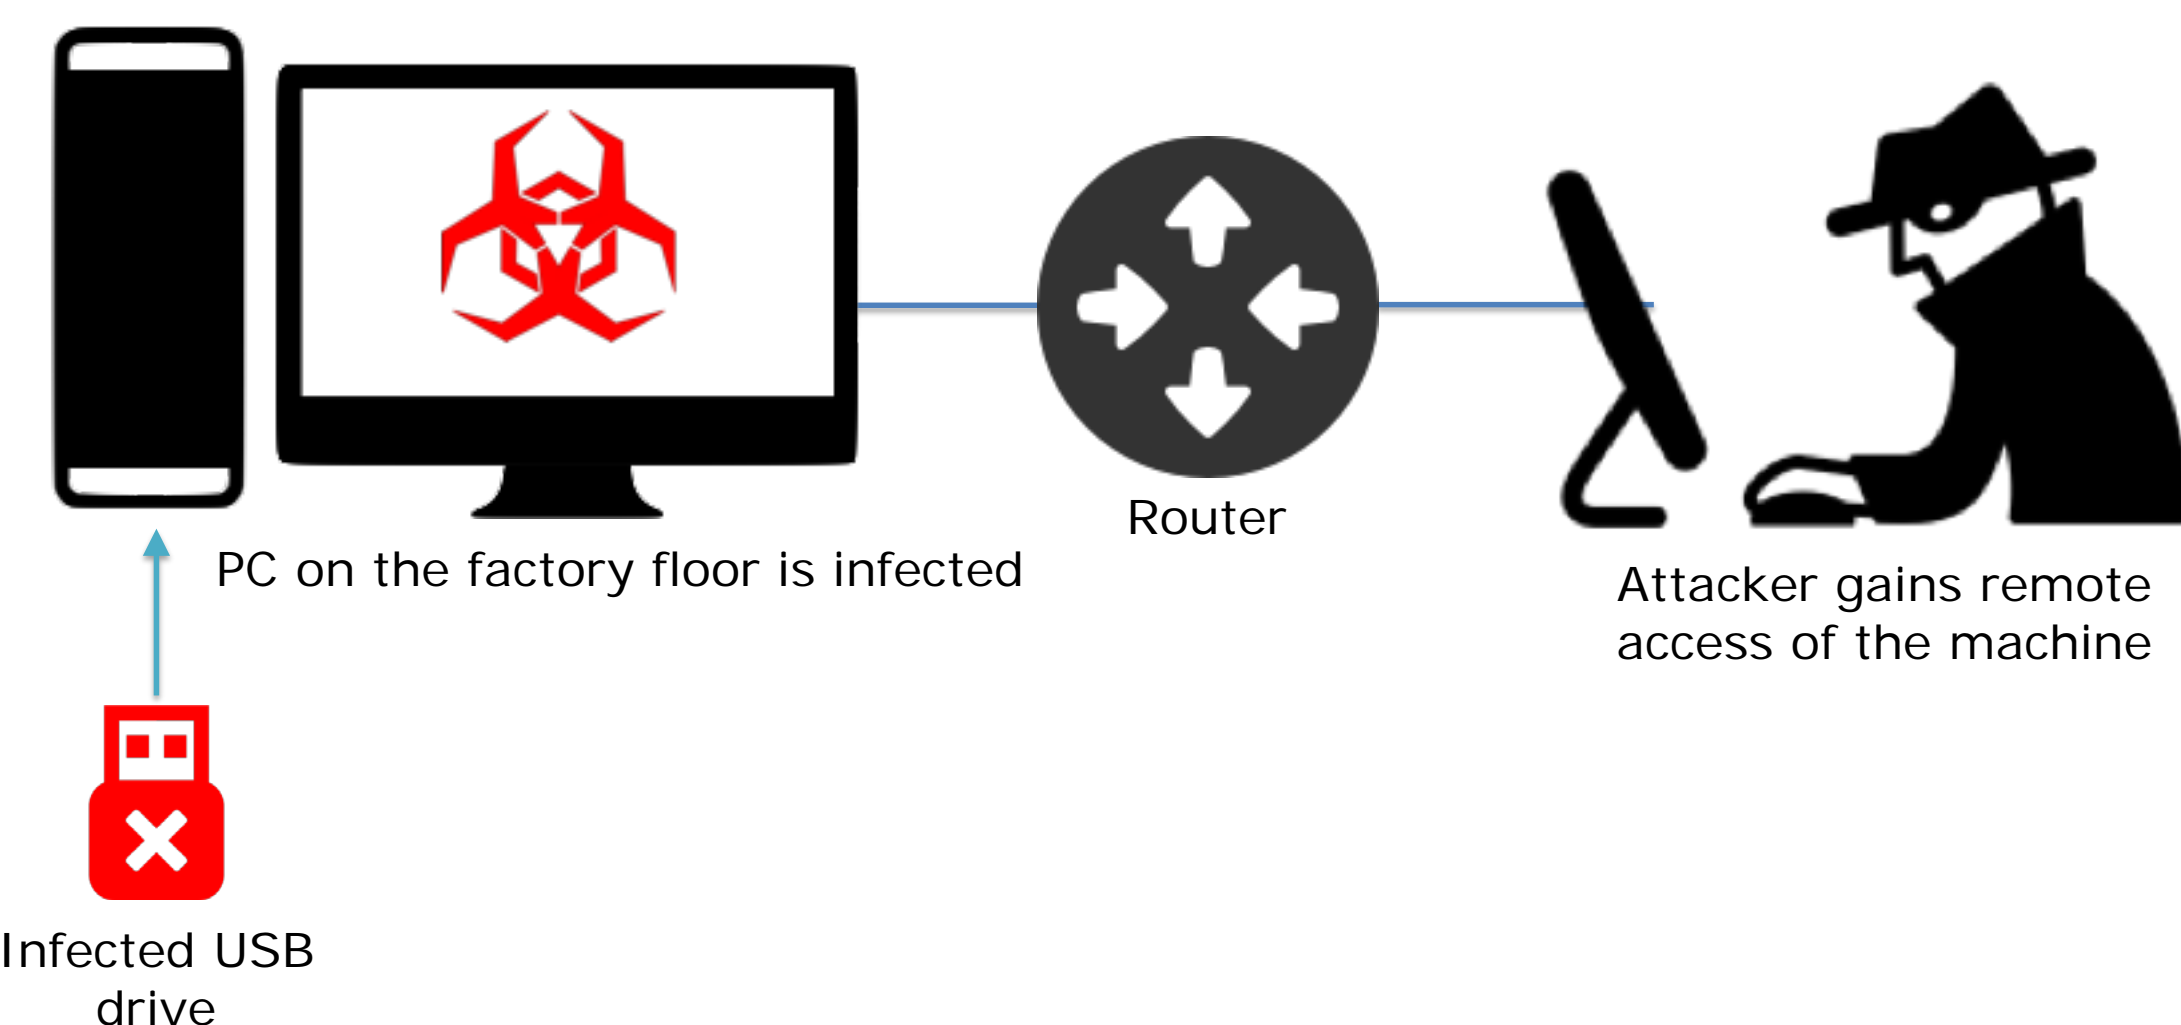 Router
PC on the factory floor is infected
Attacker gains remote
access of the machine
Infected USB
drive